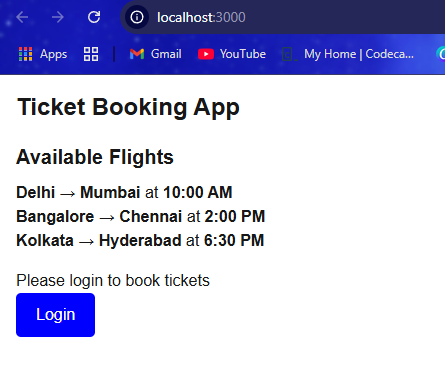 localhost:3000
Apps
Gmail
YouTube
My Home | Codeca...
Ticket Booking App
Available Flights
Delhi → Mumbai at 10:00 AM
Bangalore → Chennai at 2:00 PM
Kolkata → Hyderabad at 6:30 PM
Please login to book tickets
Login